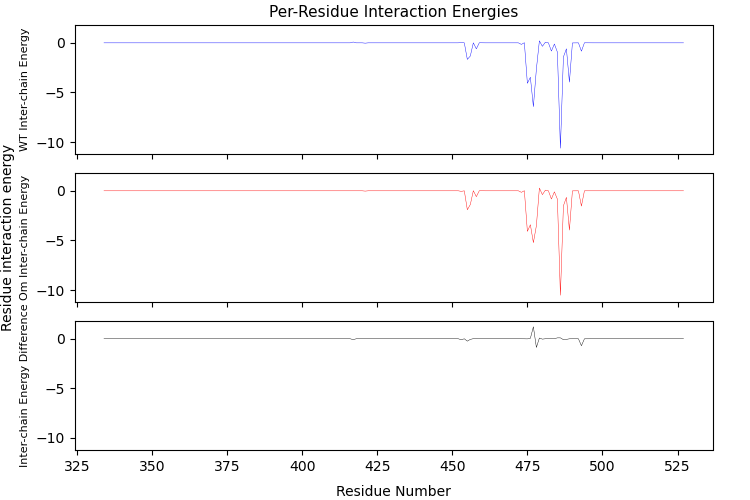 Per-Residue Interaction Energies
WT Inter-chain Energy
0
−5
−10
Residue interaction energy
Om Inter-chain Energy
0
−5
−10
Inter-chain Energy Difference
0
−5
−10
325 350 375 400 425 450 475 500 525
Residue Number